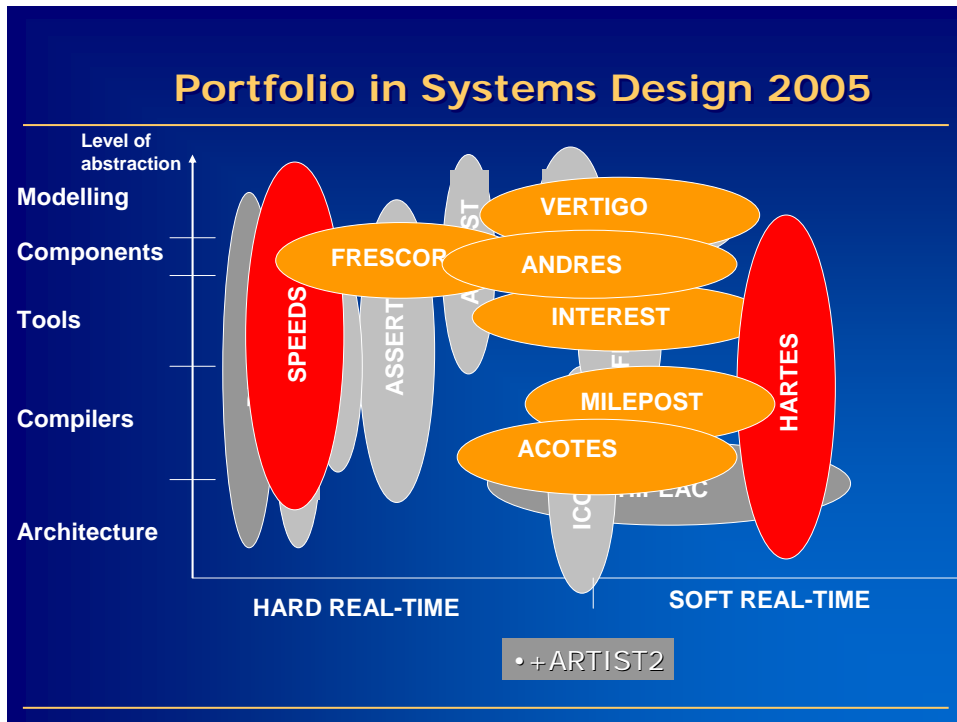 Portfolio in Systems Design 2005
Level of
abstraction
Modelling
Components
Tools
Compilers
Architecture
VERTIGO
FRESCOR
ANDRES
INTEREST
MILEPOST
ACOTES
SPEEDS
ASSERT
HARTES
HARD REAL-TIME
SOFT REAL-TIME
•+ARTIST2